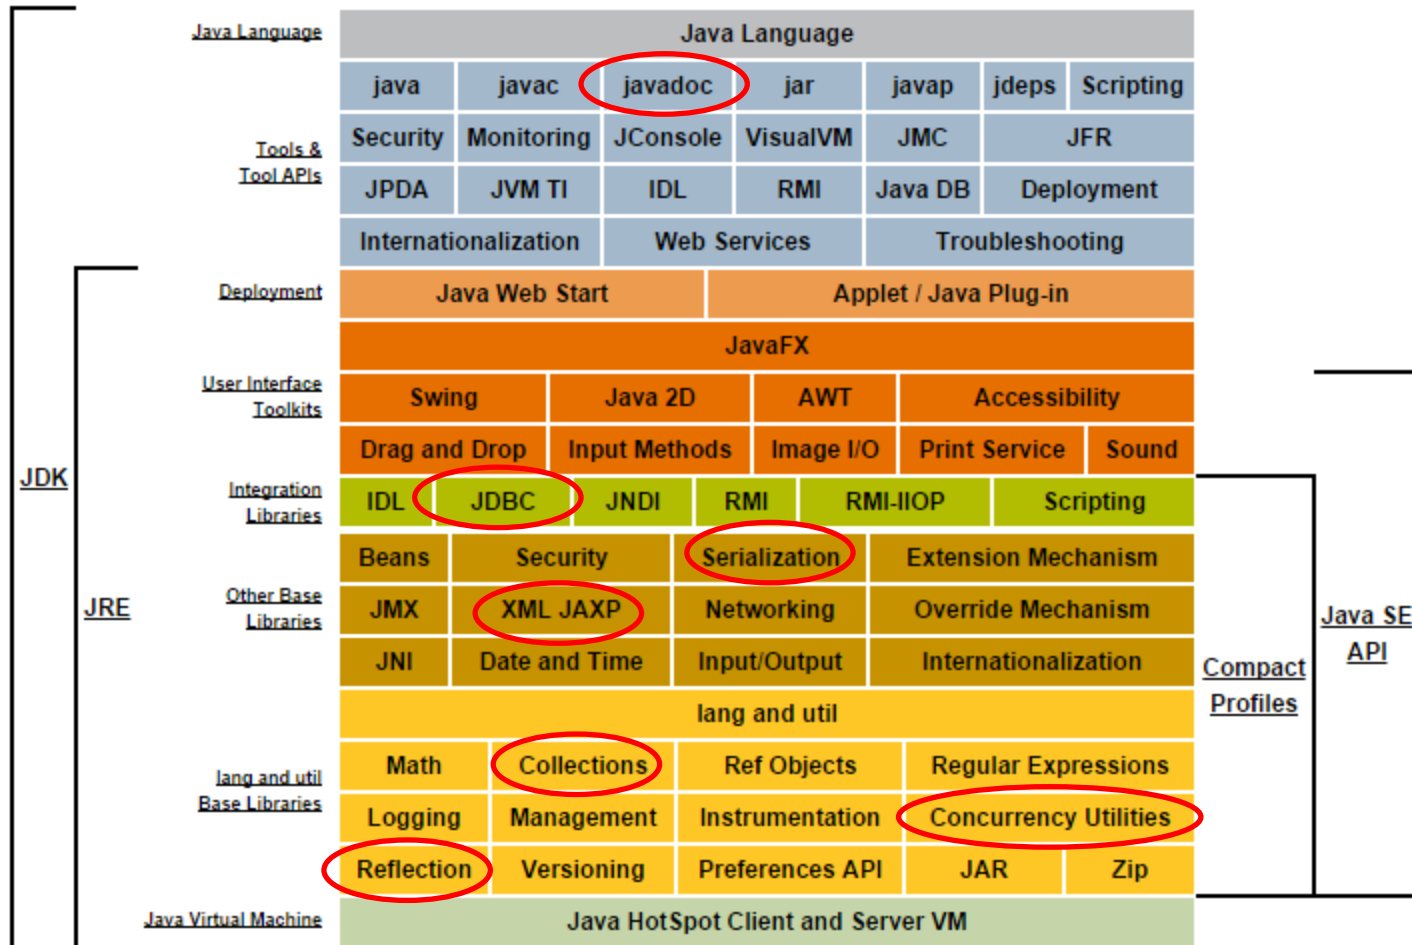 Java Language
Java Language
java javac javadoc jar javap jdeps Scripting
Tools &
Tool APIs
Security Monitoring JConsole VisualVM JMC JFR
JPDA JVM TI IDL RMI Java DB Deployment
Internationalization Web Services Troubleshooting
Deployment
Java Web Start Applet / Java Plug-in
JavaFX
User Interface
Toolkits
Swing Java 2D AWT Accessibility
Drag and Drop Input Methods Image I/O Print Service Sound
JDK
Integration
Libraries
IDL JDBC JNDI RMI RMI-IIOP Scripting
Beans Security Serialization Extension Mechanism
JRE
Other Base
Libraries
JMX XML JAXP Networking Override Mechanism
Java SE
API
JNI Date and Time Input/Output Internationalization
Compact
Profiles
lang and util
lang and util
Base Libraries
Math Collections Ref Objects Regular Expressions
Logging Management Instrumentation Concurrency Utilities
Reflection Versioning Preferences API JAR Zip
Java Virtual Machine
Java HotSpot Client and Server VM